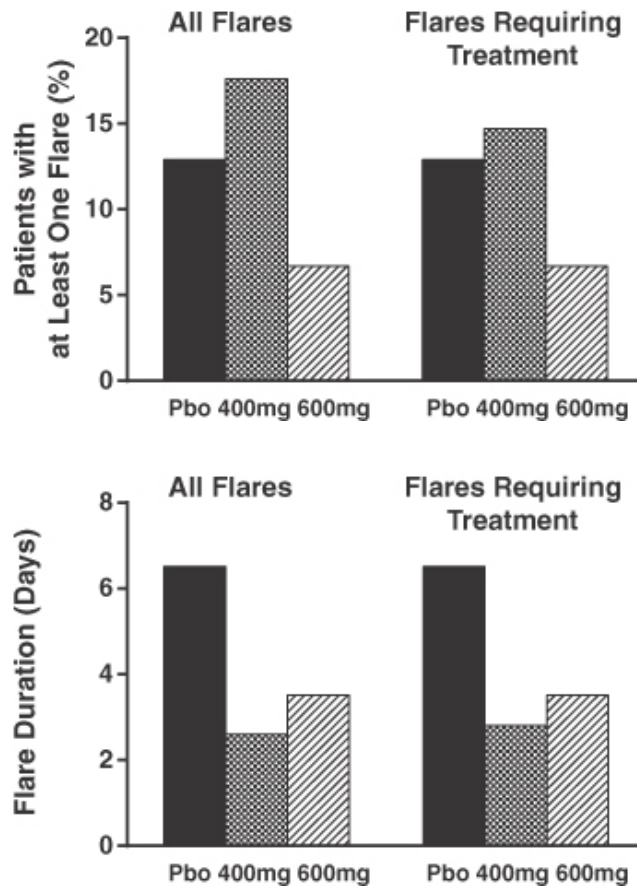 All Flares
Flares Requiring
Treatment
Patients with
at Least One Flare (%)
20
15
10
5
0
Pbo 400mg 600mg
Pbo 400mg 600mg
All Flares
Flares Requiring
Treatment
Flare Duration (Days)
8
6
4
2
0
Pbo 400mg 600mg
Pbo 400mg 600mg